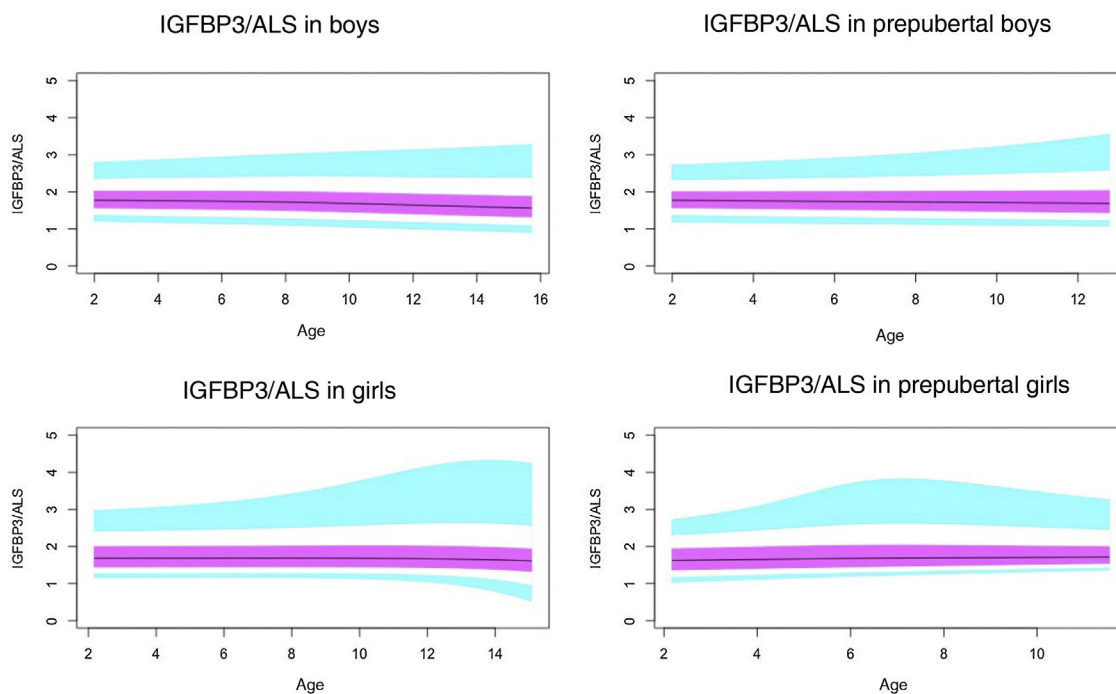 IGFBP3/ALS in boys
IGFBP3/ALS
5
4
3
2
1
0
2 4 6 8 10 12 14 16
Age
IGFBP3/ALS in prepubertal boys
IGFBP3/ALS
5
4
3
2
1
0
2 4 6 8 10 12
Age
IGFBP3/ALS in girls
IGFBP3/ALS
5
4
3
2
1
0
2 4 6 8 10 12 14
Age
IGFBP3/ALS in prepubertal girls
IGFBP3/ALS
5
4
3
2
1
0
2 4 6 8 10
Age